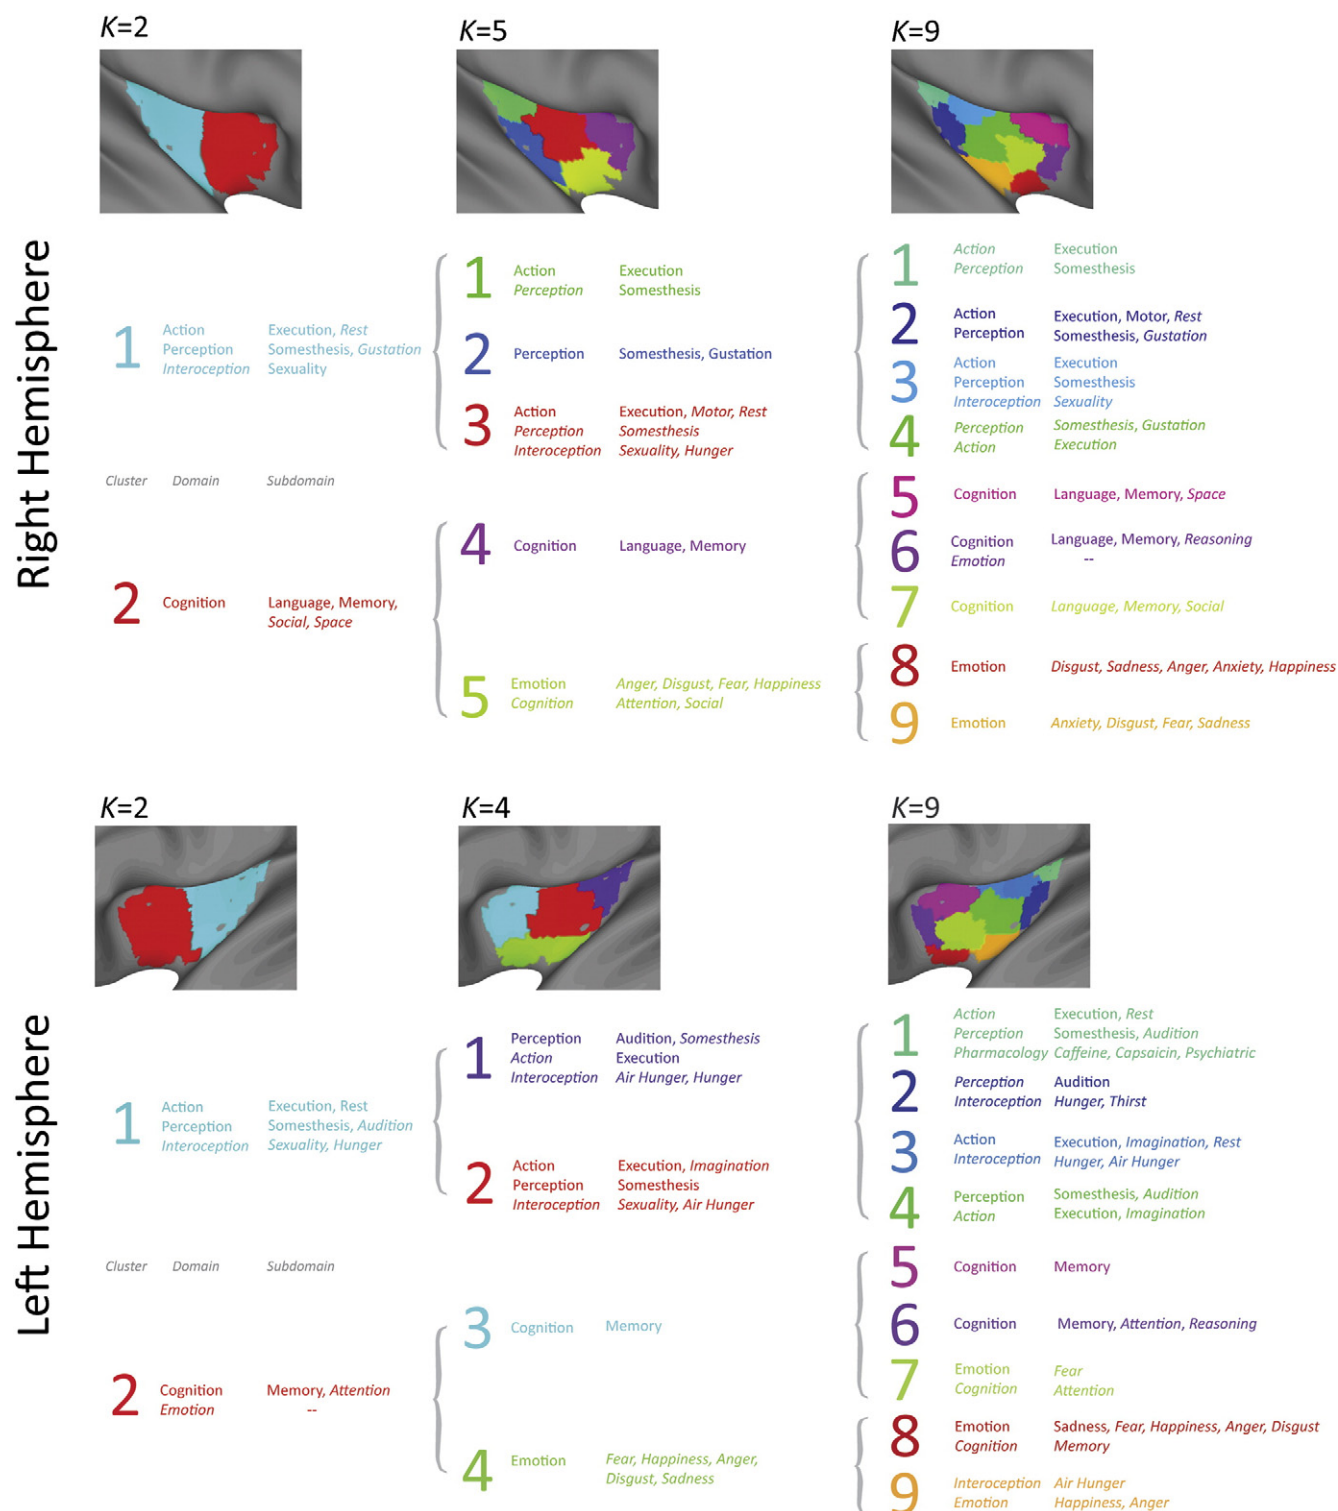 K=2
K=5
K=9
Right Hemisphere
1
Action
Execution, Rest
Perception
Somesthesis, Gustation
Interoception
Sexuality
Cluster
Domain
Subdomain
2
Cognition
Language, Memory,
Social, Space
1
Action
Execution
Perception
Somesthesis
2
Perception
Somesthesis, Gustation
3
Action
Execution, Motor, Rest
Perception
Somesthesis
Interoception
Sexuality, Hunger
4
Cognition
Language, Memory
5
Emotion
Anger, Disgust, Fear, Happiness
Cognition
Attention, Social
1
Action
Execution
Perception
Somesthesis
2
Action
Execution, Motor, Rest
Perception
Somesthesis, Gustation
3
Action
Execution
Perception
Somesthesis
Interoception
Sexuality
4
Perception
Somesthesis, Gustation
Action
Execution
5
Cognition
Language, Memory, Space
6
Cognition
Language, Memory, Reasoning
Emotion
--
7
Cognition
Language, Memory, Social
8
Emotion
Disgust, Sadness, Anger, Anxiety, Happiness
9
Emotion
Anxiety, Disgust, Fear, Sadness
K=2
K=4
K=9
Left Hemisphere
1
Action
Execution, Rest
Perception
Somesthesis, Audition
Interoception
Sexuality, Hunger
Cluster
Domain
Subdomain
2
Cognition
Memory, Attention
Emotion
--
1
Perception
Audition, Somesthesis
Action
Execution
Interoception
Air Hunger, Hunger
2
Action
Execution, Imagination
Perception
Somesthesis
Interoception
Sexuality, Air Hunger
3
Cognition
Memory
4
Emotion
Fear, Happiness, Anger,
Disgust, Sadness
1
Action
Execution, Rest
Perception
Somesthesis, Audition
Pharmacology
Caffeine, Capsaicin, Psychiatric
2
Perception
Audition
Interoception
Hunger, Thirst
3
Action
Execution, Imagination, Rest
Interoception
Hunger, Air Hunger
4
Perception
Somesthesis, Audition
Action
Execution, Imagination
5
Cognition
Memory
6
Cognition
Memory, Attention, Reasoning
7
Emotion
Fear
Cognition
Attention
8
Emotion
Sadness, Fear, Happiness, Anger, Disgust
Cognition
Memory
9
Interoception
Air Hunger
Emotion
Happiness, Anger